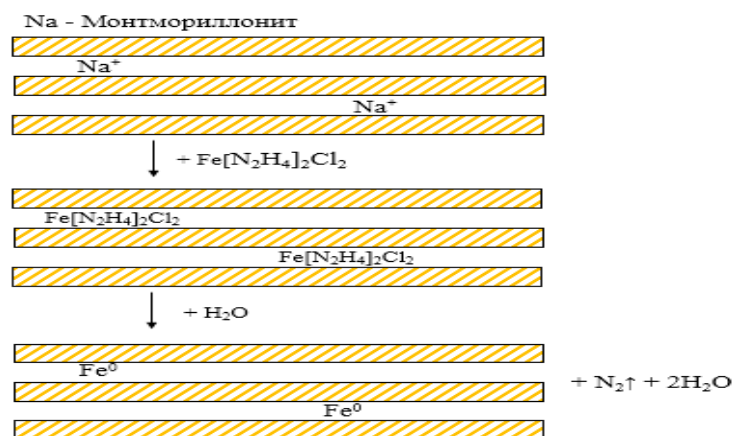 Na - Монтмориллонит
Na⁺
Na⁺
+ Fe[N₂H₄]₂Cl₂
Fe[N₂H₄]₂Cl₂
Fe[N₂H₄]₂Cl₂
+ H₂O
Fe⁰
+ N₂↑ + 2H₂O
Fe⁰